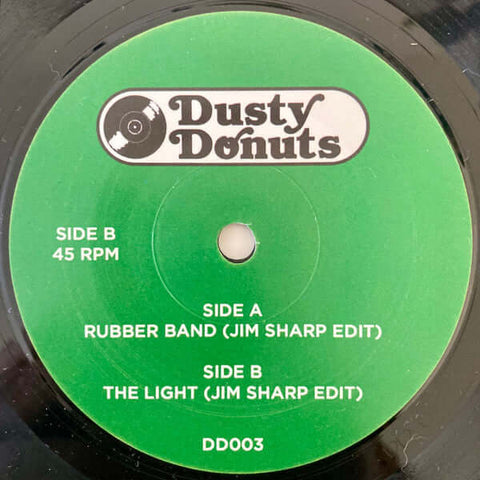 Dusty
Donuts
SIDE B
45 RPM
SIDE A
RUBBER BAND (JIM SHARP EDIT)
SIDE B
THE LIGHT (JIM SHARP EDIT)
DD003